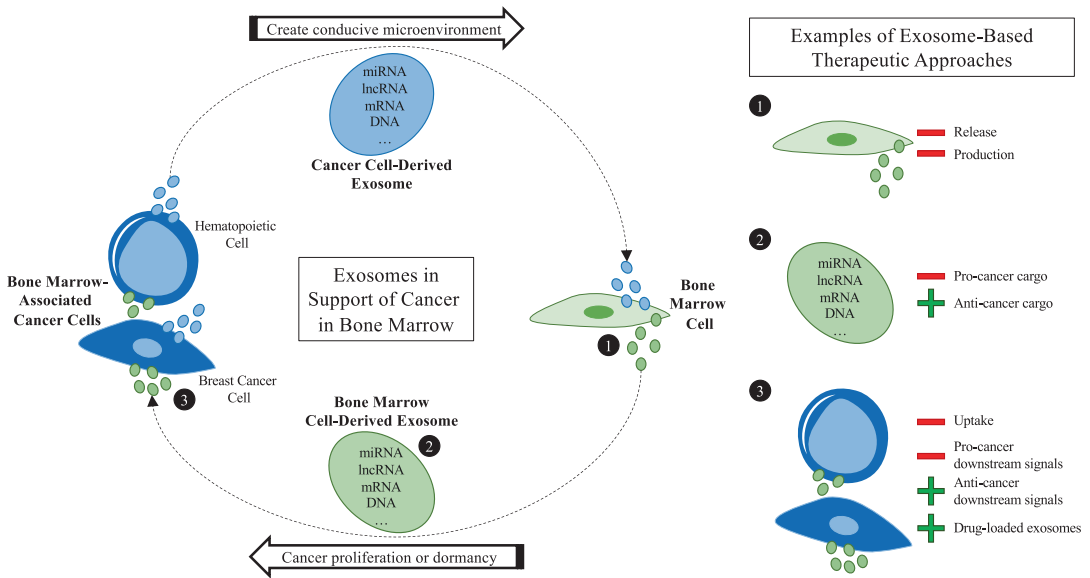 Create conducive microenvironment
miRNA
lncRNA
mRNA
DNA
...
Cancer Cell-Derived
Exosome
Hematopoietic
Cell
Bone Marrow-
Associated
Cancer Cells
Breast Cancer
Cell
3
Exosomes in
Support of Cancer
in Bone Marrow
Bone
Marrow
Cell
1
Bone Marrow
Cell-Derived Exosome
2
miRNA
lncRNA
mRNA
DNA
...
Cancer proliferation or dormancy
Examples of Exosome-Based
Therapeutic Approaches
1
Release
Production
2
miRNA
lncRNA
mRNA
DNA
...
Pro-cancer cargo
Anti-cancer cargo
3
Uptake
Pro-cancer
downstream signals
Anti-cancer
downstream signals
Drug-loaded exosomes